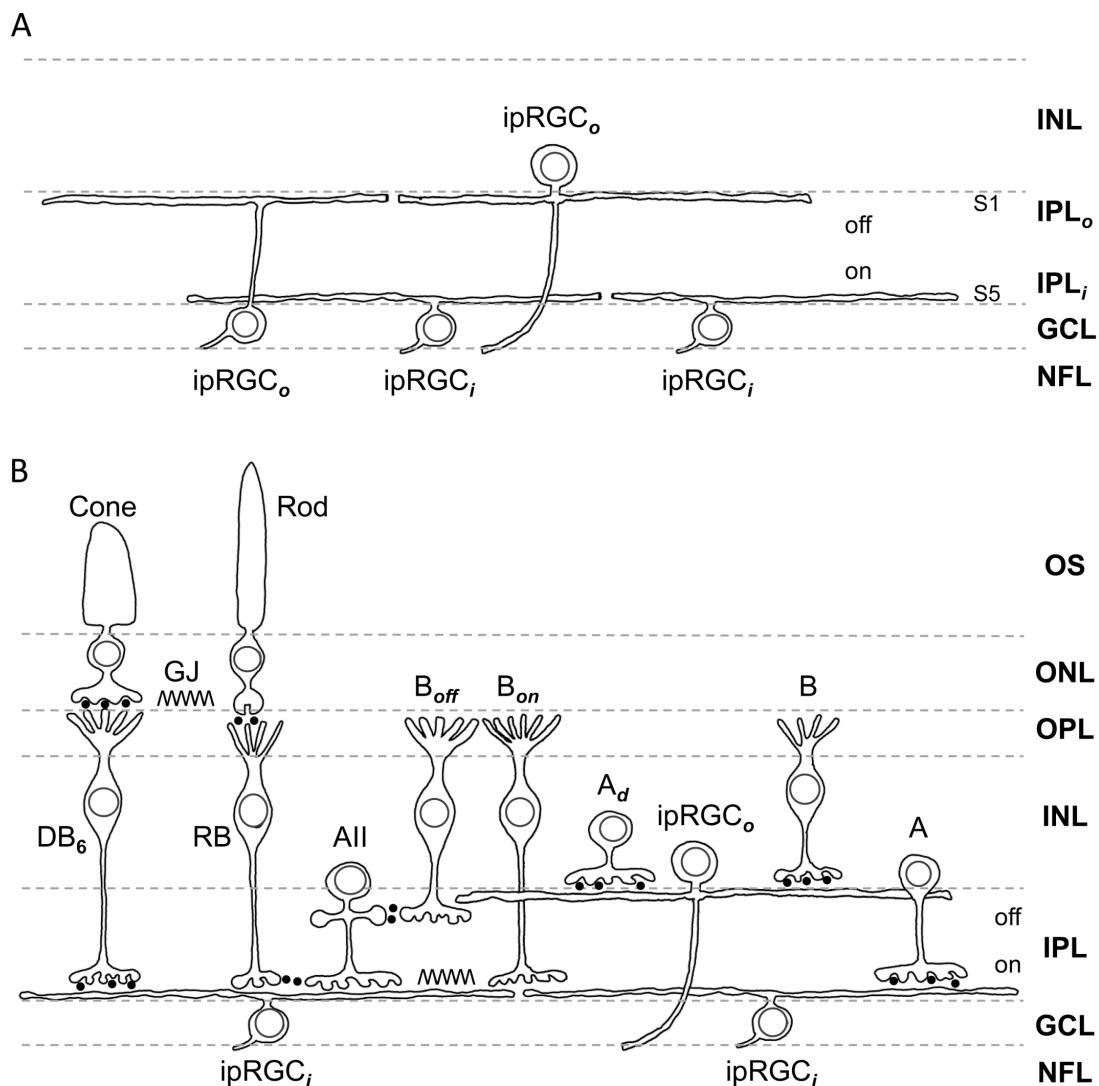 A
INL
ipRGCo
S1
IPLo
off
on
IPLi
S5
GCL
ipRGCo ipRGCi ipRGCi NFL
B
Cone Rod
OS
GJ Boff Bon B ONL
OPL
Ad
ipRGCo INL
DB6 RB AII A
off
IPL
on
GCL
ipRGCi ipRGCi NFL